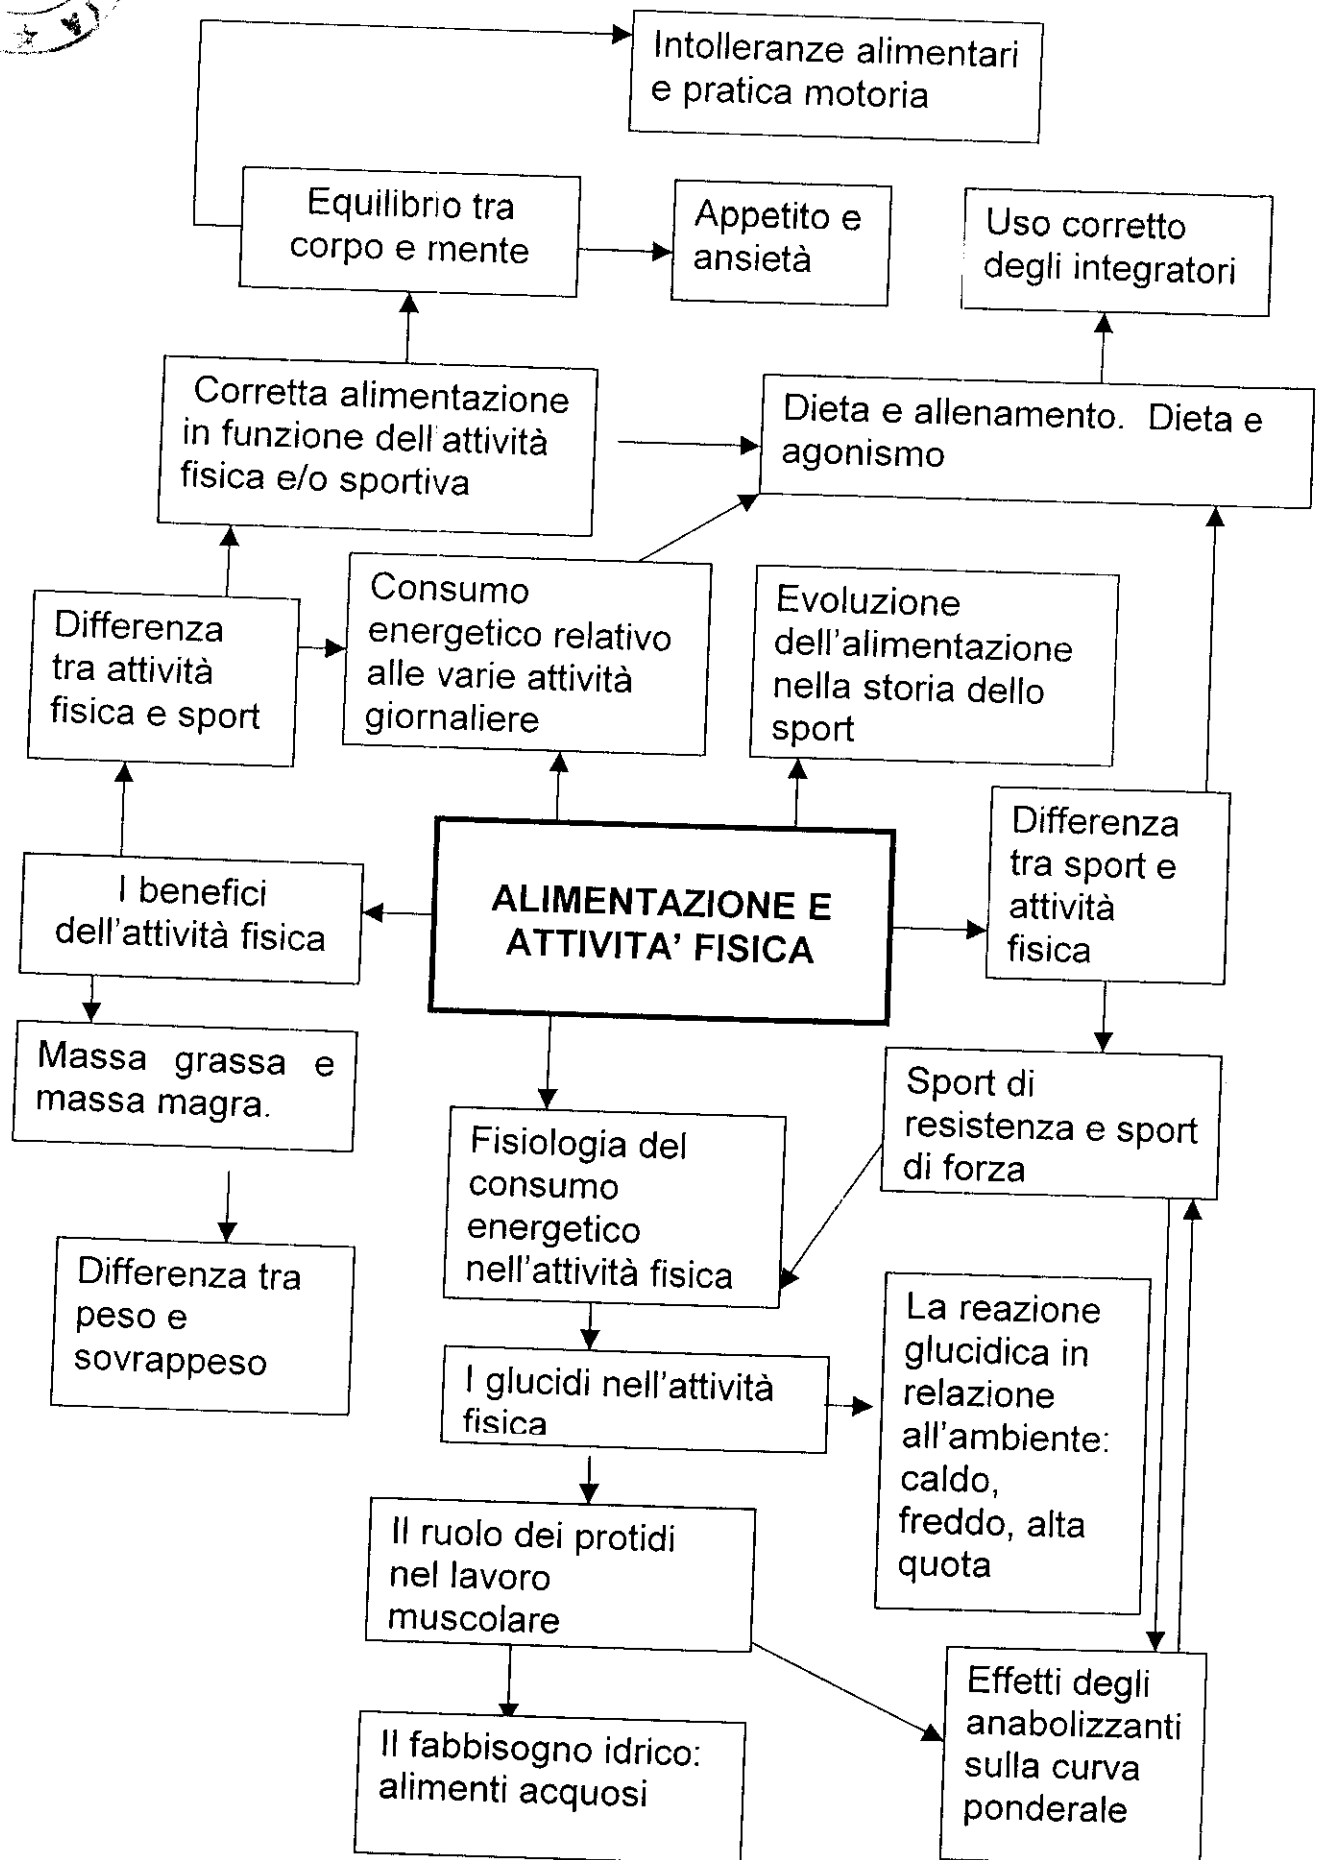 Intolleranze alimentari
e pratica motoria
Equilibrio tra
corpo e mente
Appetito e
ansietà
Uso corretto
degli integratori
Corretta alimentazione
in funzione dell'attività
fisica e/o sportiva
Dieta e allenamento. Dieta e
agonismo
Differenza
tra attività
fisica e sport
Consumo
energetico relativo
alle varie attività
giornaliere
Evoluzione
dell'alimentazione
nella storia dello
sport
I benefici
dell'attività fisica
ALIMENTAZIONE E
ATTIVITA' FISICA
Differenza
tra sport e
attività
fisica
Massa grassa e
massa magra.
Fisiologia del
consumo
energetico
nell'attività fisica
Sport di
resistenza e sport
di forza
Differenza tra
peso e
sovrappeso
I glucidi nell'attività
fisica
La reazione
glucidica in
relazione
all'ambiente:
caldo,
freddo, alta
quota
Il ruolo dei protidi
nel lavoro
muscolare
Il fabbisogno idrico:
alimenti acquosi
Effetti degli
anabolizzanti
sulla curva
ponderale